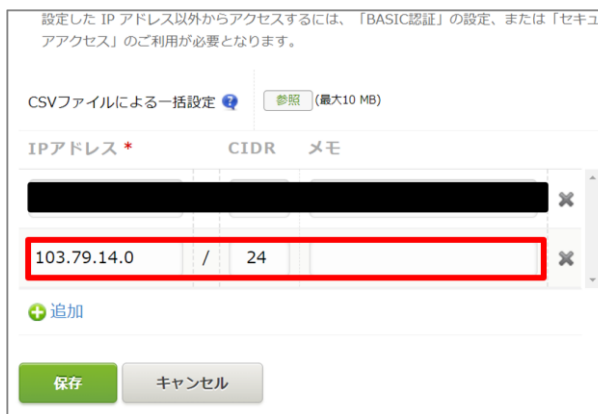 設定した IP アドレス以外からアクセスするには、「BASIC認証」の設定、または「セキュ
アアクセス」のご利用が必要となります。
CSVファイルによる一括設定 ? 参照 (最大10 MB)
IPアドレス * CIDR メモ
103.79.14.0 / 24
追加
保存 キャンセル